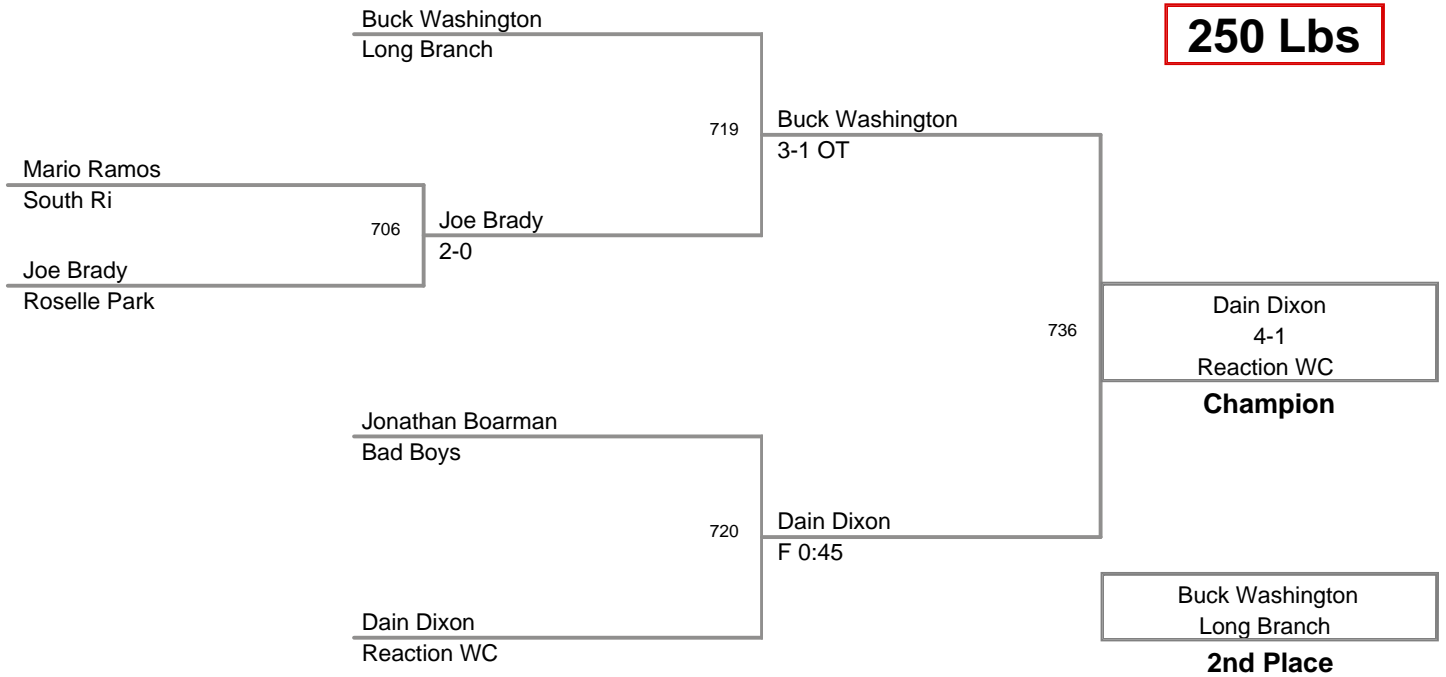 250 Lbs
Buck Washington
Long Branch
719
Buck Washington
3-1 OT
Mario Ramos
South Ri
706
Joe Brady
2-0
Joe Brady
Roselle Park
736
Dain Dixon
4-1
Reaction WC
Champion
Jonathan Boarman
Bad Boys
720
Dain Dixon
F 0:45
Dain Dixon
Reaction WC
Buck Washington
Long Branch
2nd Place